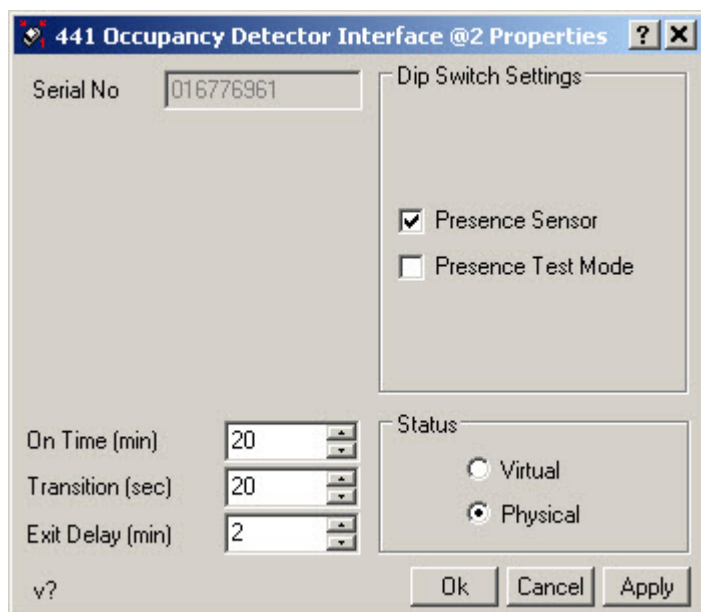 441 Occupancy Detector Interface @2 Properties
Serial No 016776961
Dip Switch Settings
Presence Sensor
Presence Test Mode
On Time (min) 20
Transition (sec) 20
Exit Delay (min) 2
Status
Virtual
Physical
v?
Ok Cancel Apply